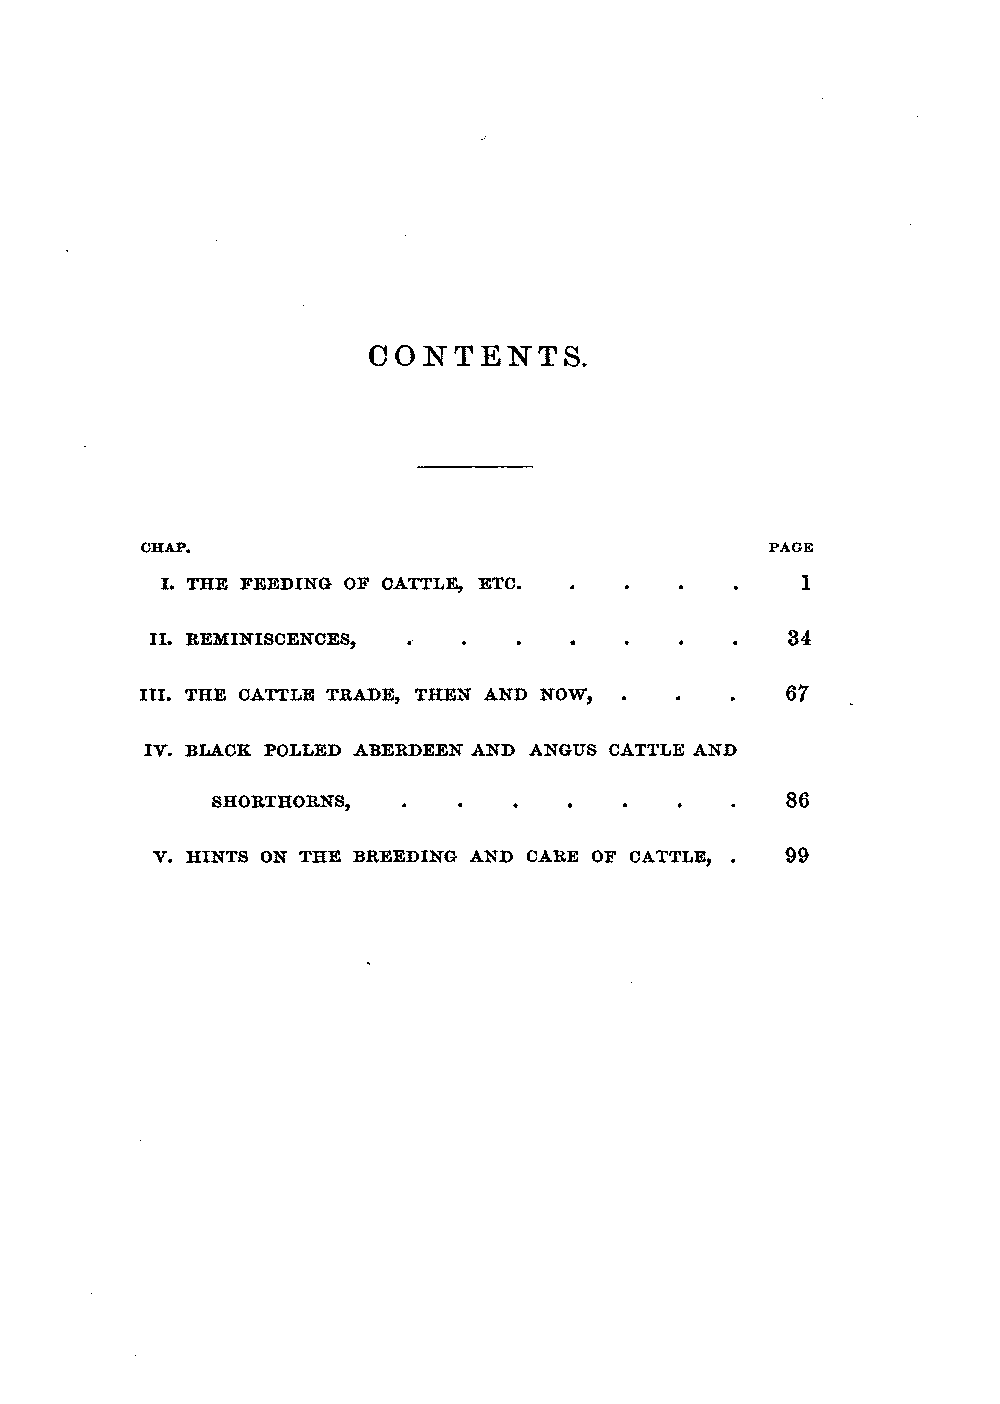 CONTENTS.
CHAP. PAGE
I. THE FEEDING OF CATTLE, ETC. . . . . 1
II. REMINISCENCES, . . . . . . . 34
III. THE CATTLE TRADE, THEN AND NOW, . . . 67
IV. BLACK POLLED ABERDEEN AND ANGUS CATTLE AND
SHORTHORNS, . . . . . . . 86
V. HINTS ON THE BREEDING AND CARE OF CATTLE, . 99